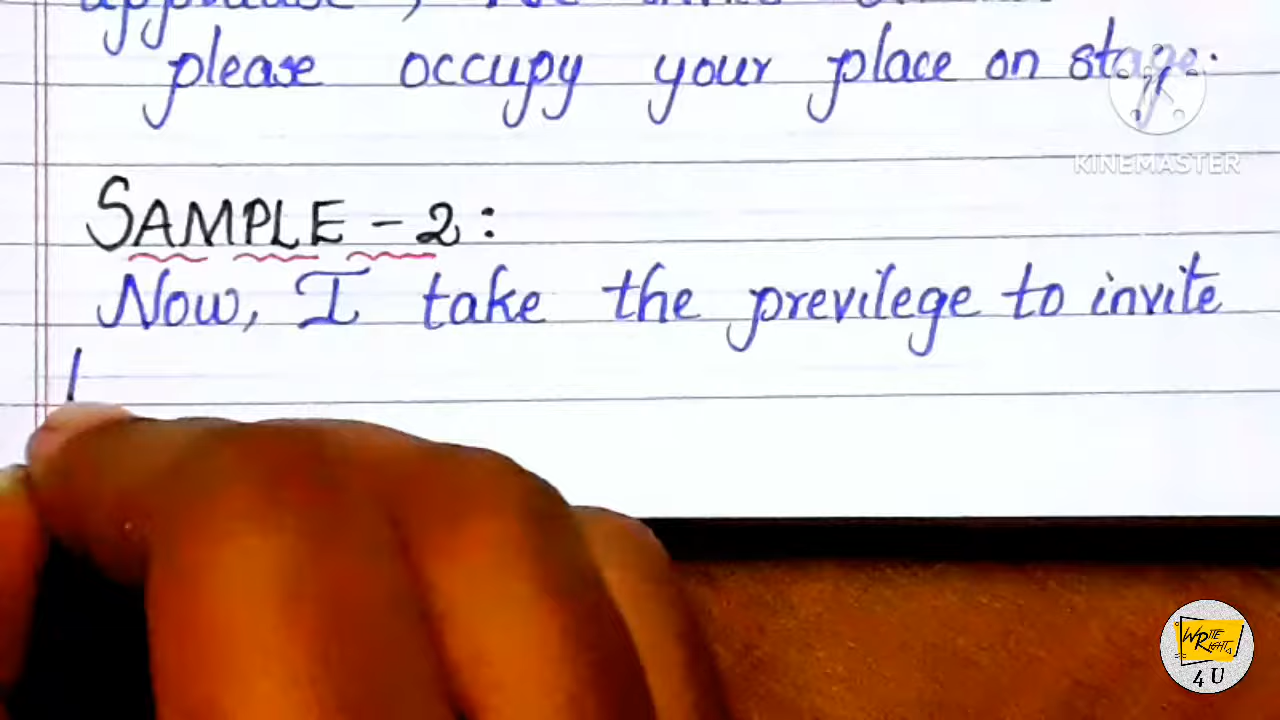 please occupy your place on stage.
KINEMASTER
SAMPLE - 2:
Now, I take the previlege to invite
WRITE RIGHT
4 U